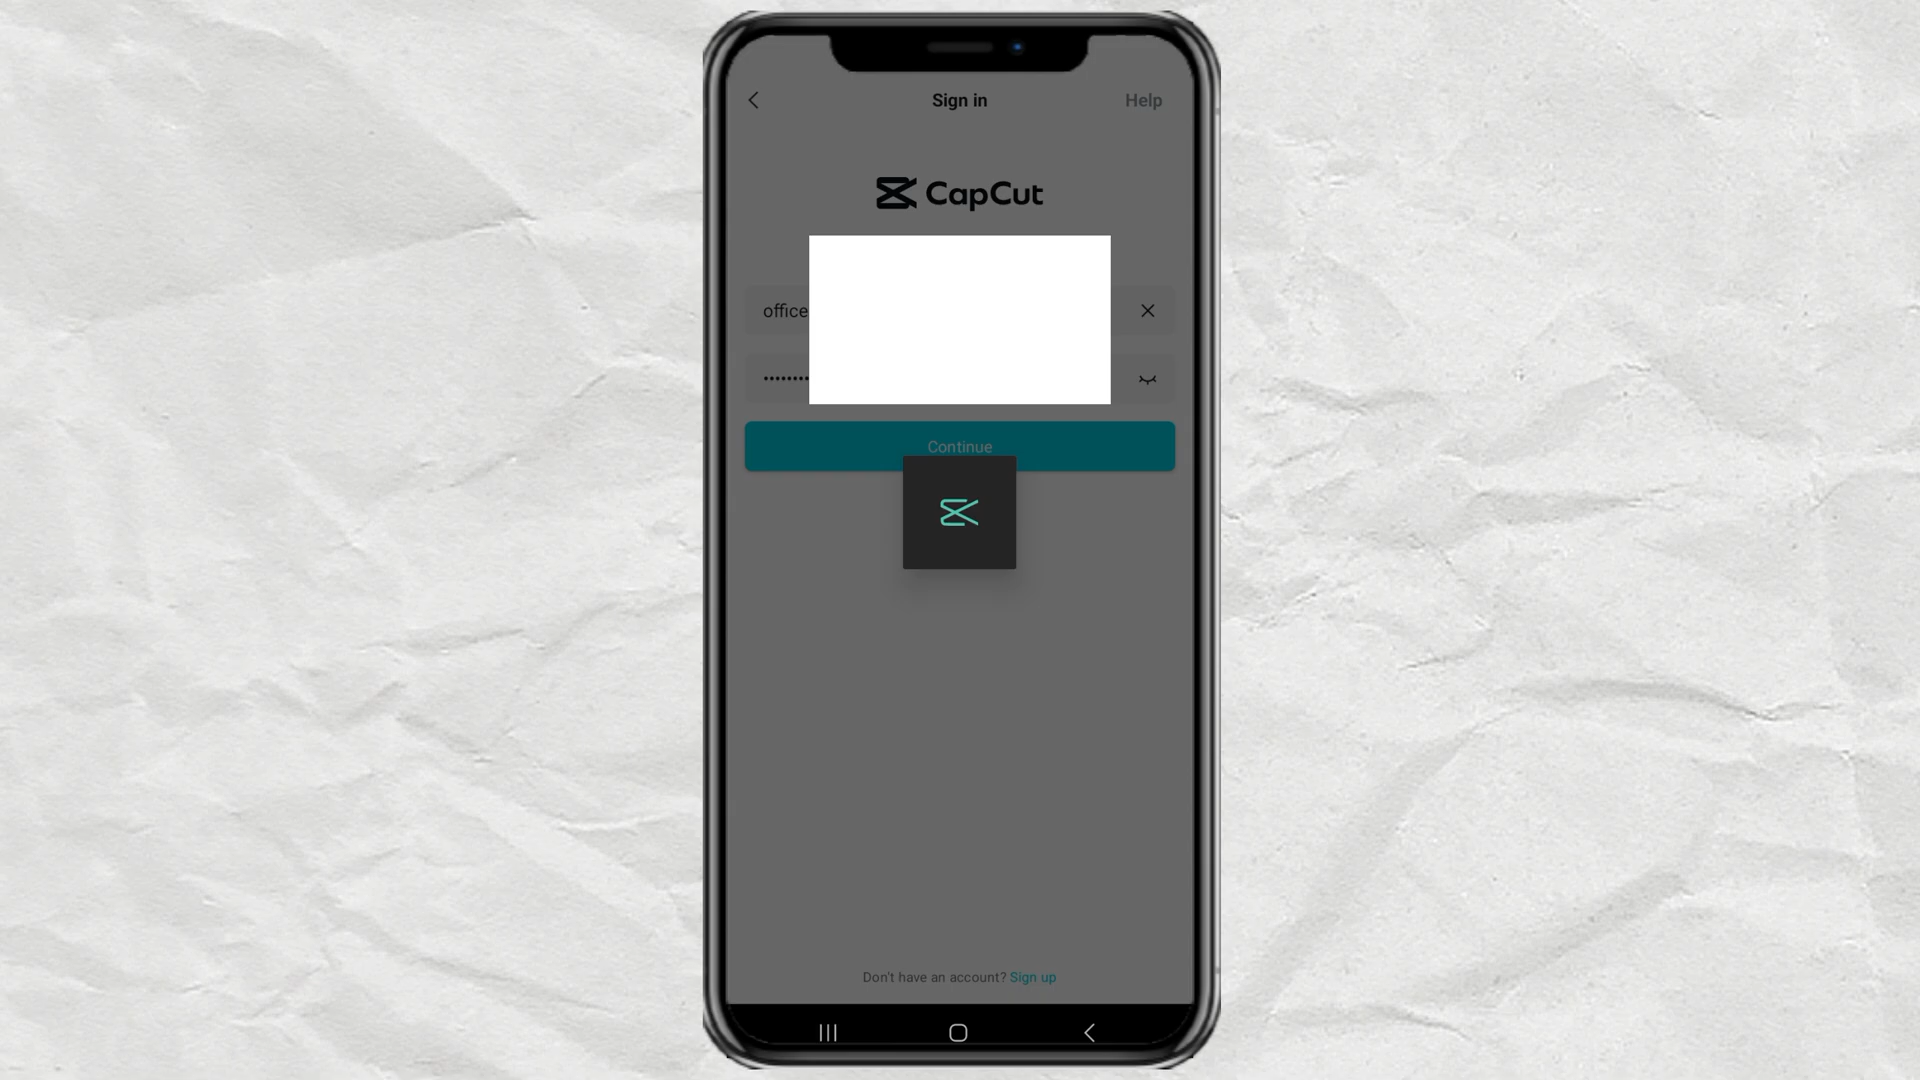 Sign in
Help
CapCut
office
••••••••
Continue
Don't have an account? Sign up